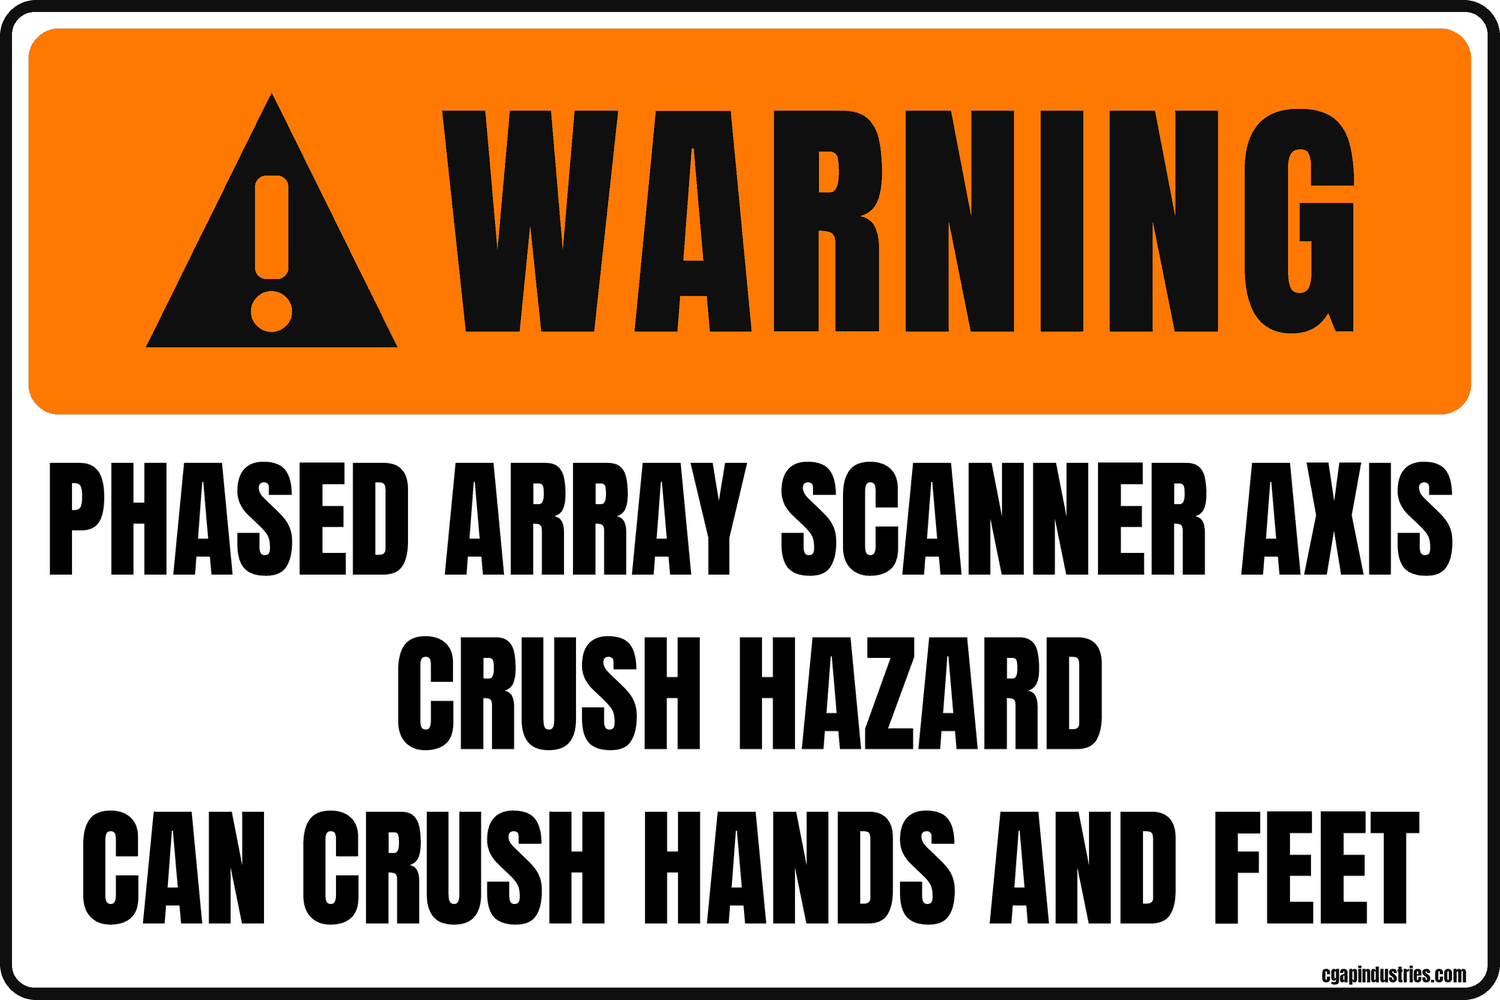 WARNING
PHASED ARRAY SCANNER AXIS
CRUSH HAZARD
CAN CRUSH HANDS AND FEET
cgapindustries.com